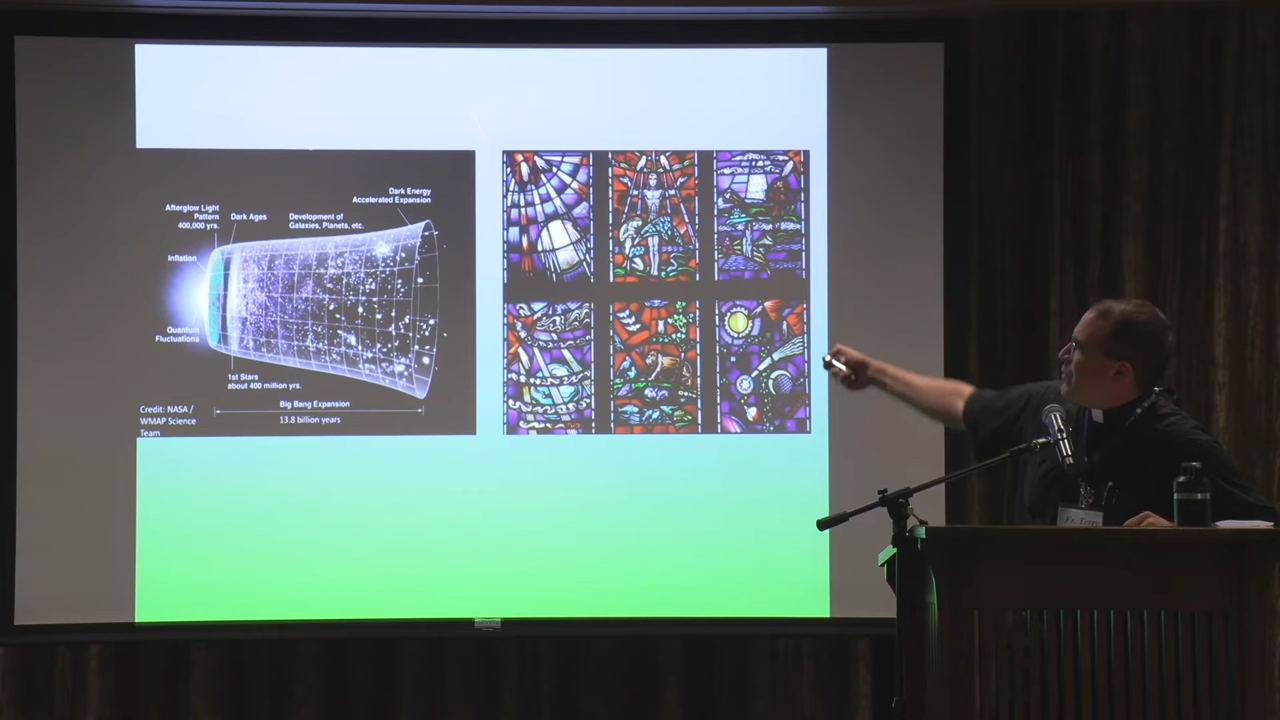 Dark Energy
Accelerated Expansion
Afterglow Light
Pattern
400,000 yrs.
Dark Ages
Development of
Galaxies, Planets, etc.
Inflation
Quantum
Fluctuations
1st Stars
about 400 million yrs.
Big Bang Expansion
13.8 billion years
Credit: NASA /
WMAP Science
Team
Fr. Terry